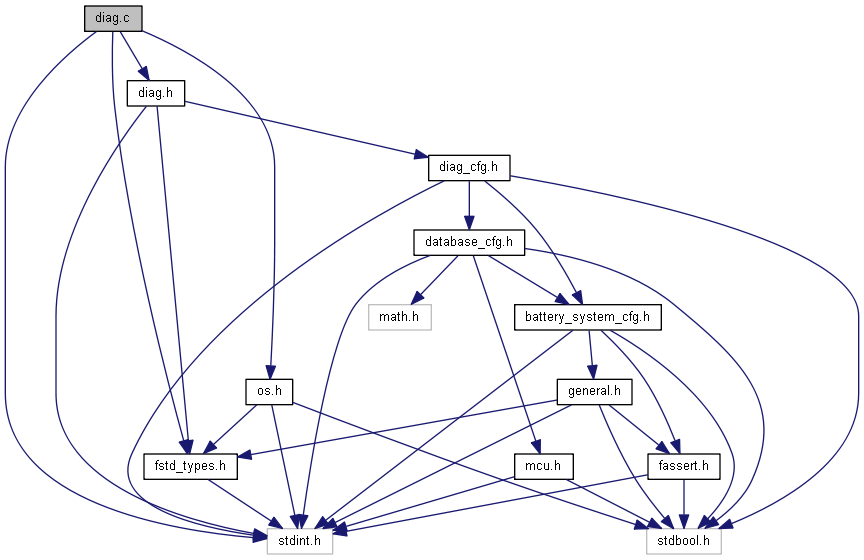 diag.c
diag.h
diag_cfg.h
database_cfg.h
math.h
battery_system_cfg.h
os.h
general.h
fstd_types.h
mcu.h
fassert.h
stdint.h
stdbool.h